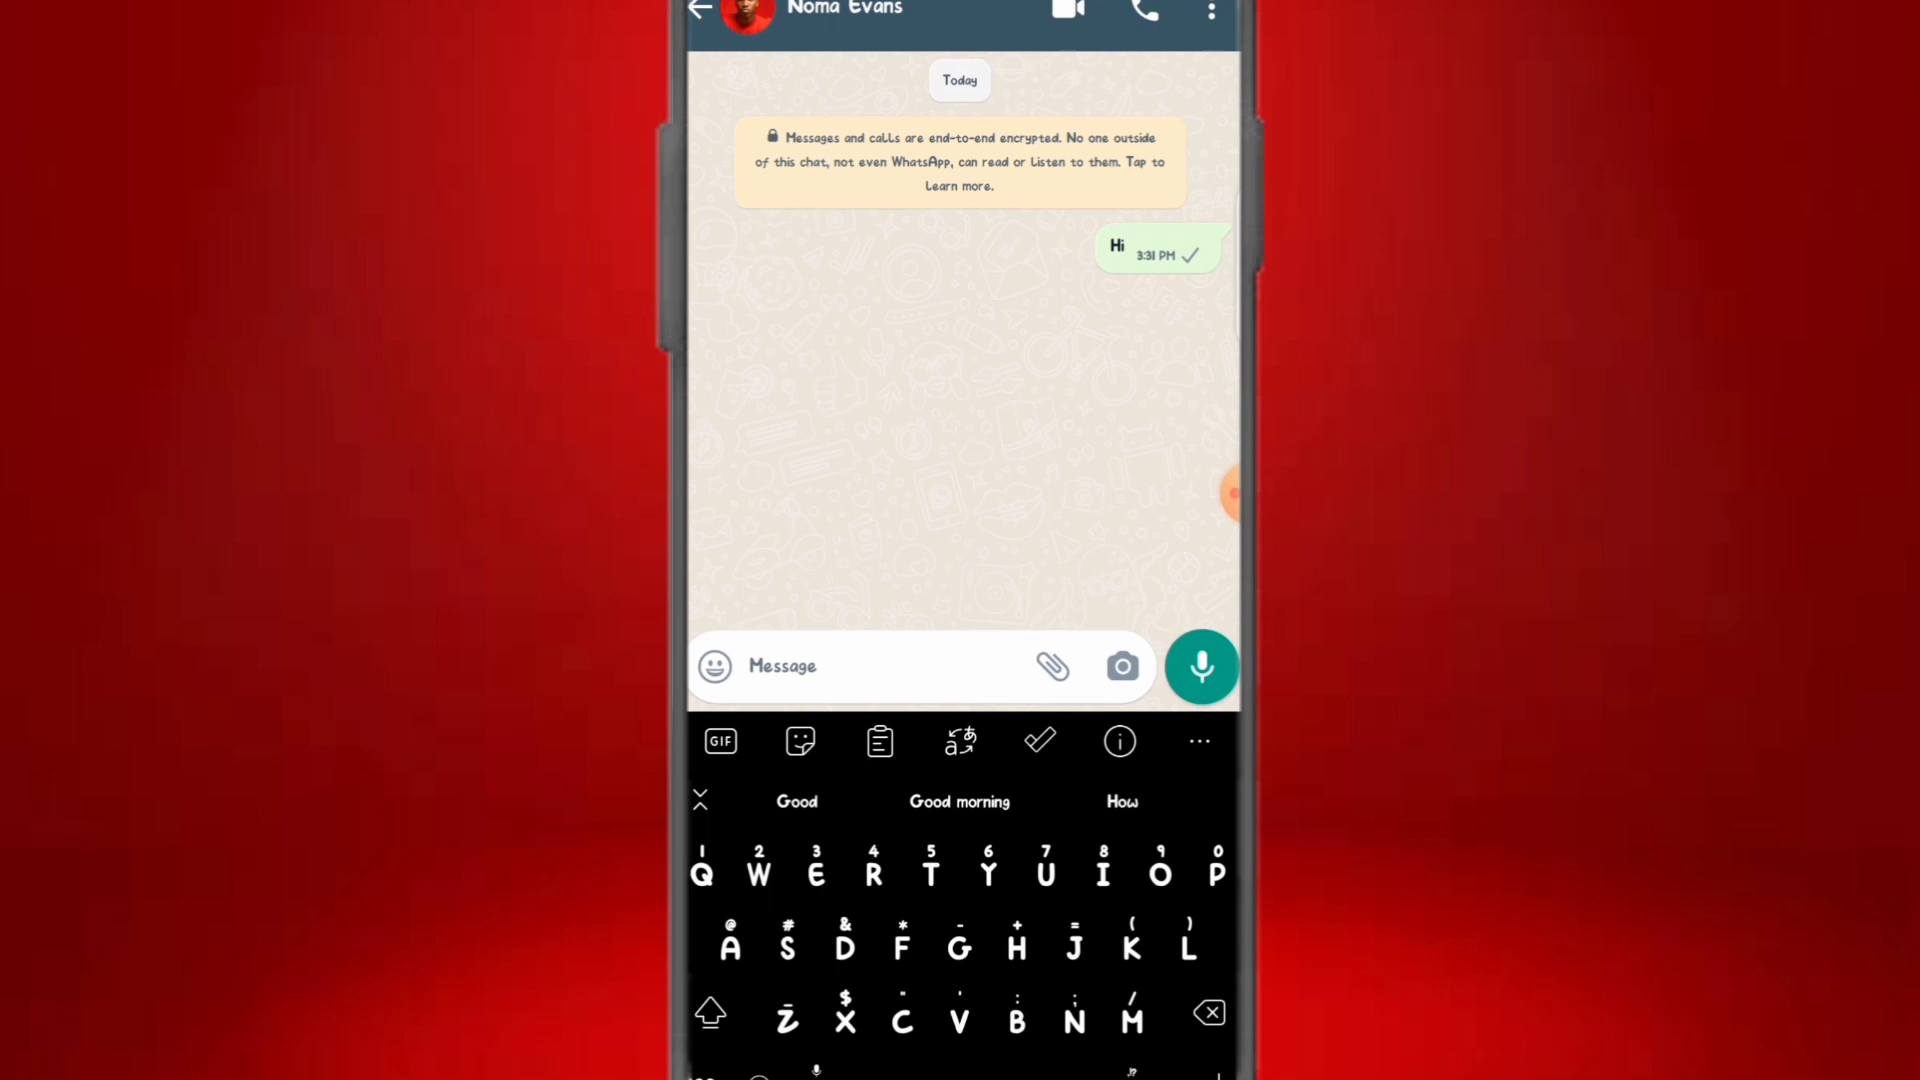 Noma Evans
Today
Messages and calls are end-to-end encrypted. No one outside
of this chat, not even WhatsApp, can read or listen to them. Tap to
learn more.
Hi
3:31 PM
Message
GIF
Good Good morning How
1 2 3 4 5 6 7 8 9 0
Q W E R T Y U I O P
@ # & * - + = ( )
A S D F G H J K L
_ $ " ' : ; /
Z X C V B N M